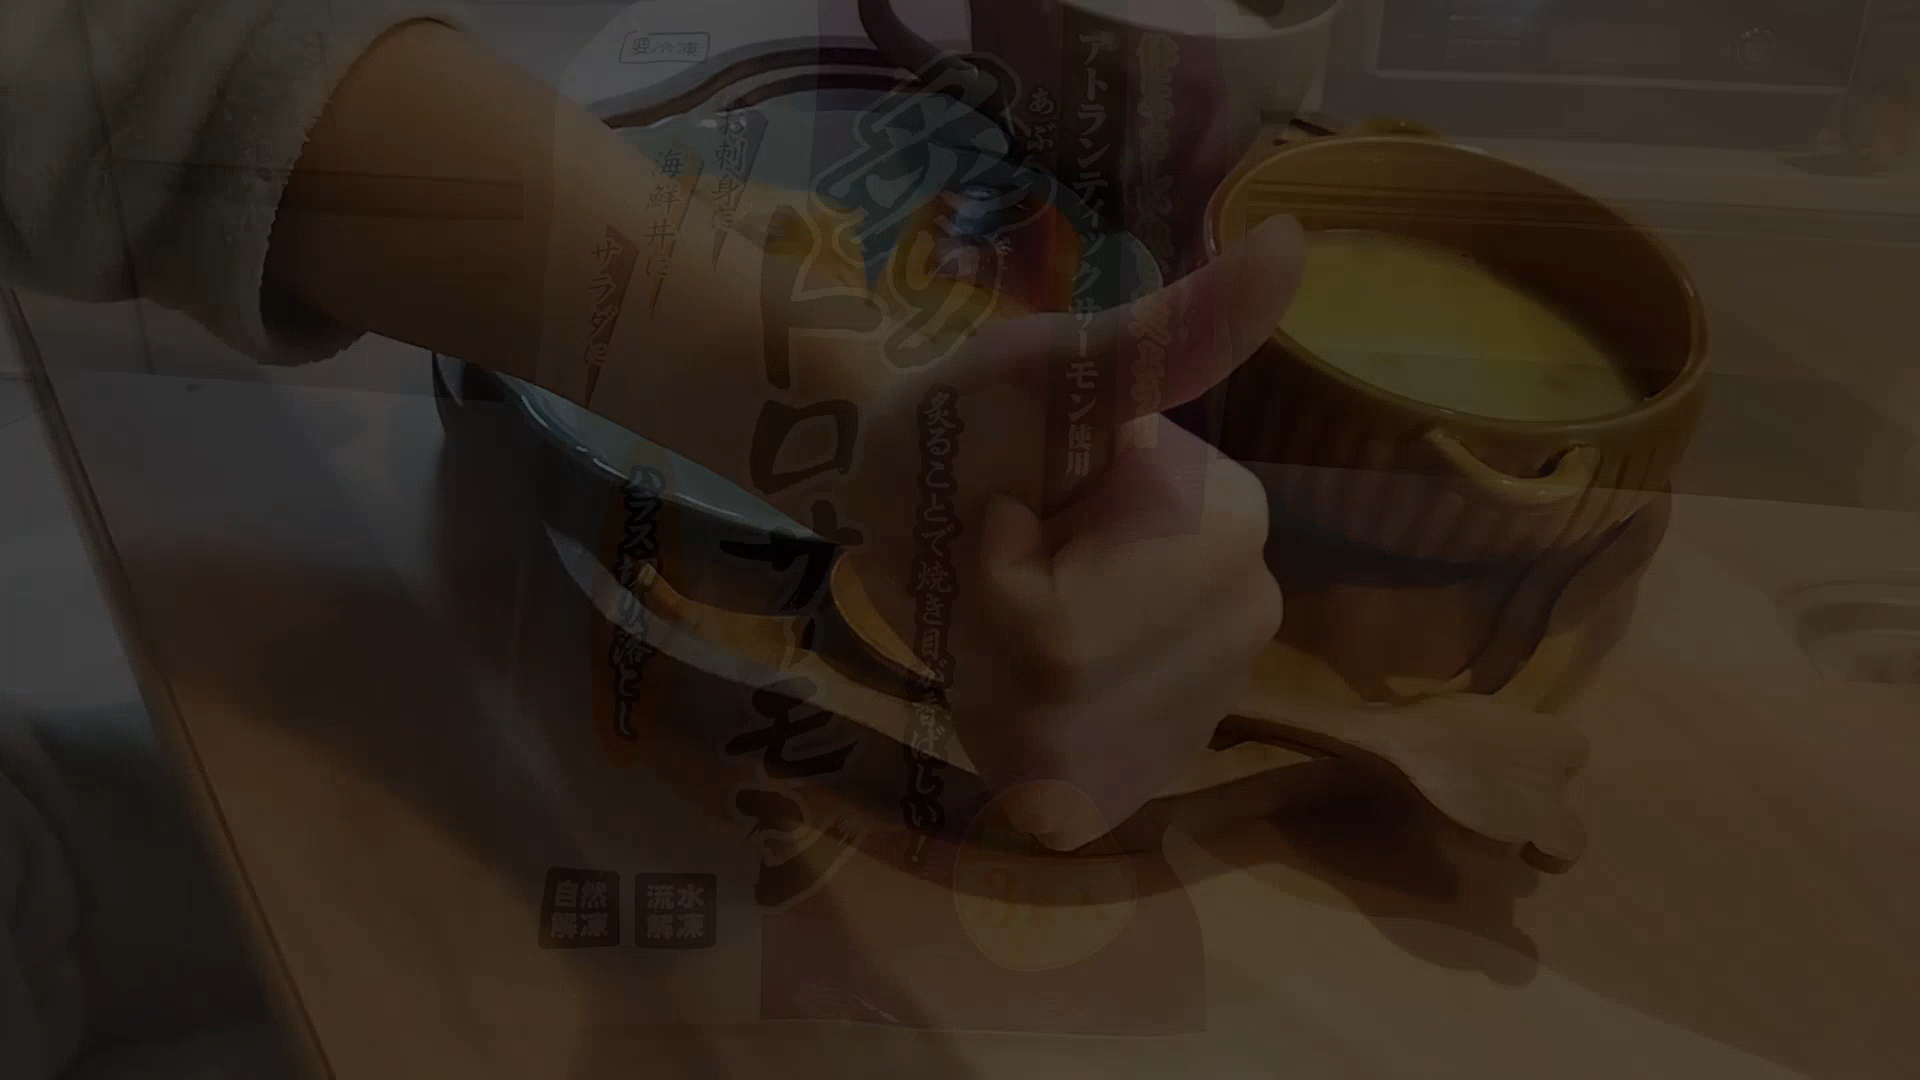 要冷凍
アトランティックサーモン使用
あぶ
炙り
トロサーモン
炙ることで焼き目が香ばしい!
お刺身に
海鮮丼に
サラダに
ハラス切り落とし
自然
解凍
流水
解凍